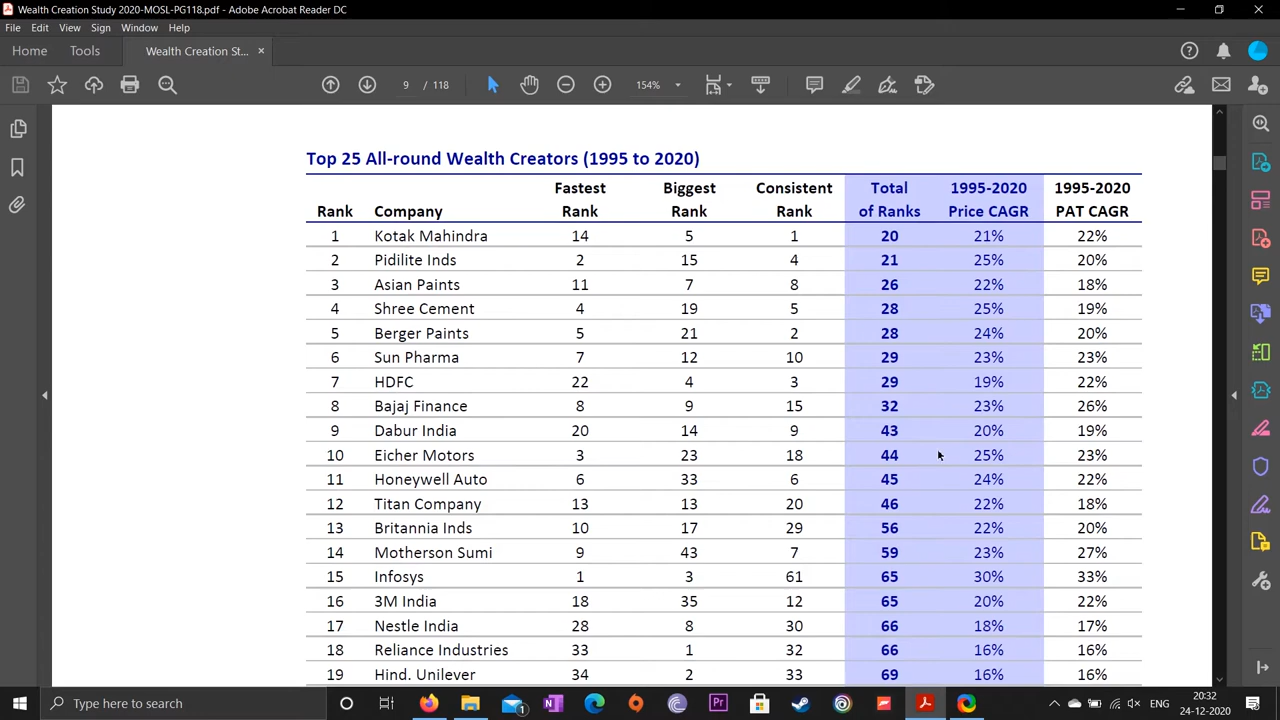 Wealth Creation Study 2020-MOSL-PG118.pdf - Adobe Acrobat Reader DC
File Edit View Sign Window Help
Home Tools Wealth Creation St... ×
9 / 118 154%
Top 25 All-round Wealth Creators (1995 to 2020)
Fastest Biggest Consistent Total 1995-2020 1995-2020
Rank Company Rank Rank Rank of Ranks Price CAGR PAT CAGR
1 Kotak Mahindra 14 5 1 20 21% 22%
2 Pidilite Inds 2 15 4 21 25% 20%
3 Asian Paints 11 7 8 26 22% 18%
4 Shree Cement 4 19 5 28 25% 19%
5 Berger Paints 5 21 2 28 24% 20%
6 Sun Pharma 7 12 10 29 23% 23%
7 HDFC 22 4 3 29 19% 22%
8 Bajaj Finance 8 9 15 32 23% 26%
9 Dabur India 20 14 9 43 20% 19%
10 Eicher Motors 3 23 18 44 25% 23%
11 Honeywell Auto 6 33 6 45 24% 22%
12 Titan Company 13 13 20 46 22% 18%
13 Britannia Inds 10 17 29 56 22% 20%
14 Motherson Sumi 9 43 7 59 23% 27%
15 Infosys 1 3 61 65 30% 33%
16 3M India 18 35 12 65 20% 22%
17 Nestle India 28 8 30 66 18% 17%
18 Reliance Industries 33 1 32 66 16% 16%
19 Hind. Unilever 34 2 33 69 16% 16%
Type here to search
ENG 20:32
24-12-2020